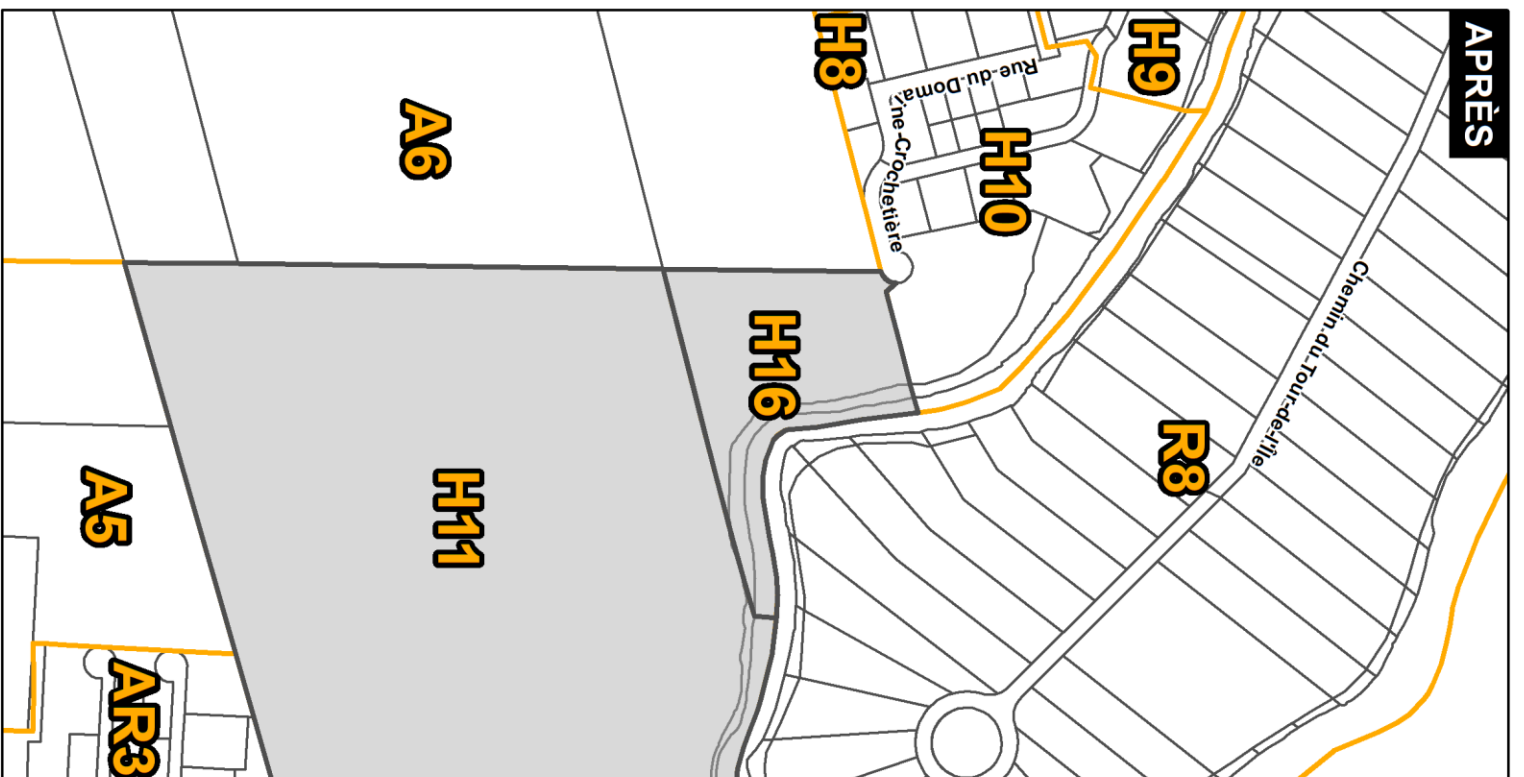 APRÈS
H8
H9
Rue-du-Domaine-Crochetière
A6
H10
Chemin-du-Tour-de-l'Île
H16
R8
H11
A5
AR3